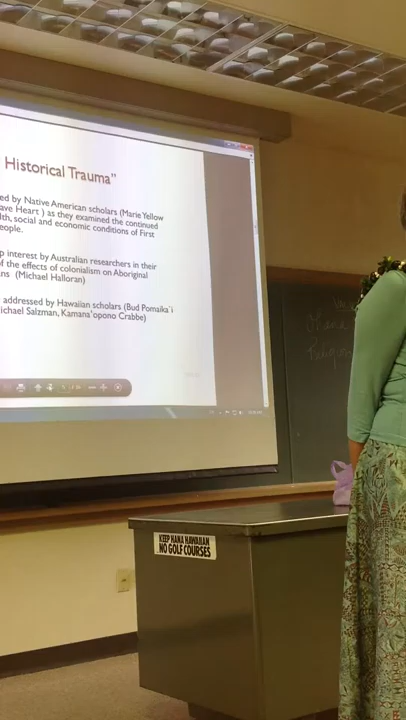 Historical Trauma”
ed by Native American scholars (Marie Yellow
ave Heart ) as they examined the continued
lth, social and economic conditions of First
eople.
p interest by Australian researchers in their
of the effects of colonialism on Aboriginal
ns (Michael Halloran)
addressed by Hawaiian scholars (Bud Pomaika`i
ichael Salzman, Kamana'opono Crabbe)
KEEP HANA HAWAIIAN
NO GOLF COURSES